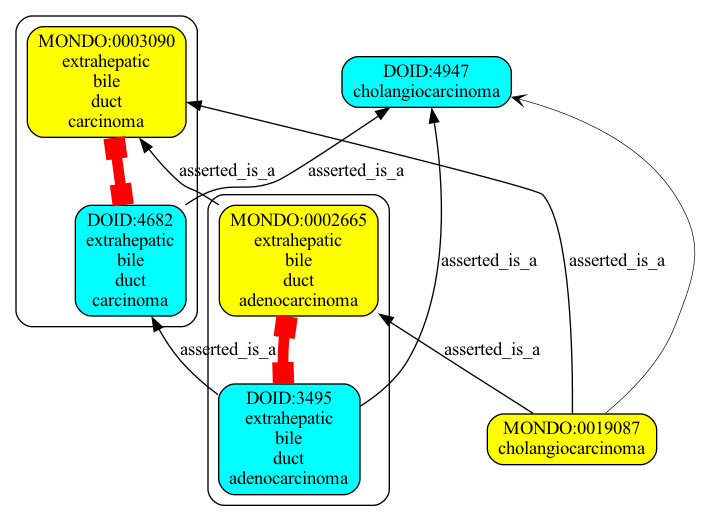 MONDO:0003090
extrahepatic
bile
duct
carcinoma
DOID:4947
cholangiocarcinoma
asserted_is_a
asserted_is_a
DOID:4682
extrahepatic
bile
duct
carcinoma
MONDO:0002665
extrahepatic
bile
duct
adenocarcinoma
asserted_is_a
asserted_is_a
asserted_is_a
asserted_is_a
DOID:3495
extrahepatic
bile
duct
adenocarcinoma
MONDO:0019087
cholangiocarcinoma